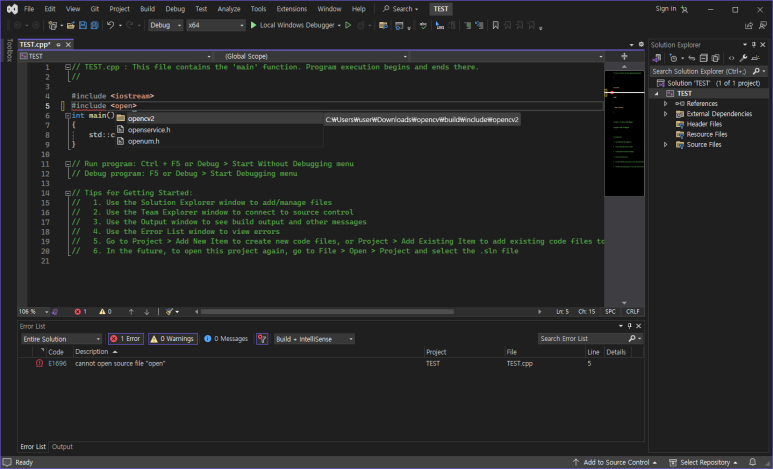 File Edit View Git Project Build Debug Test Analyze Tools Extensions Window Help Search TEST Sign in
Debug x64 Local Windows Debugger
Toolbox
TEST.cpp*
TEST (Global Scope)
1 // TEST.cpp : This file contains the 'main' function. Program execution begins and ends there.
2 //
3
4 #include <iostream>
5 #include <open>
6 int main()
7 {
8 std::c
9 }
opencv2
openservice.h
openum.h
C:₩Users₩user₩Downloads₩opencv₩build₩include₩opencv2
10
11 // Run program: Ctrl + F5 or Debug > Start Without Debugging menu
12 // Debug program: F5 or Debug > Start Debugging menu
13
14 // Tips for Getting Started:
15 // 1. Use the Solution Explorer window to add/manage files
16 // 2. Use the Team Explorer window to connect to source control
17 // 3. Use the Output window to see build output and other messages
18 // 4. Use the Error List window to view errors
19 // 5. Go to Project > Add New Item to create new code files, or Project > Add Existing Item to add existing code files to
20 // 6. In the future, to open this project again, go to File > Open > Project and select the .sln file
21
106 % 1 0 Ln: 5 Ch: 15 SPC CRLF
Solution Explorer
Search Solution Explorer (Ctrl+;)
Solution 'TEST' (1 of 1 project)
TEST
References
External Dependencies
Header Files
Resource Files
Source Files
Error List
Entire Solution 1 Error 0 Warnings 0 Messages Build + IntelliSense Search Error List
Code Description Project File Line Details
E1696 cannot open source file "open" TEST TEST.cpp 5
Error List Output
Ready Add to Source Control Select Repository